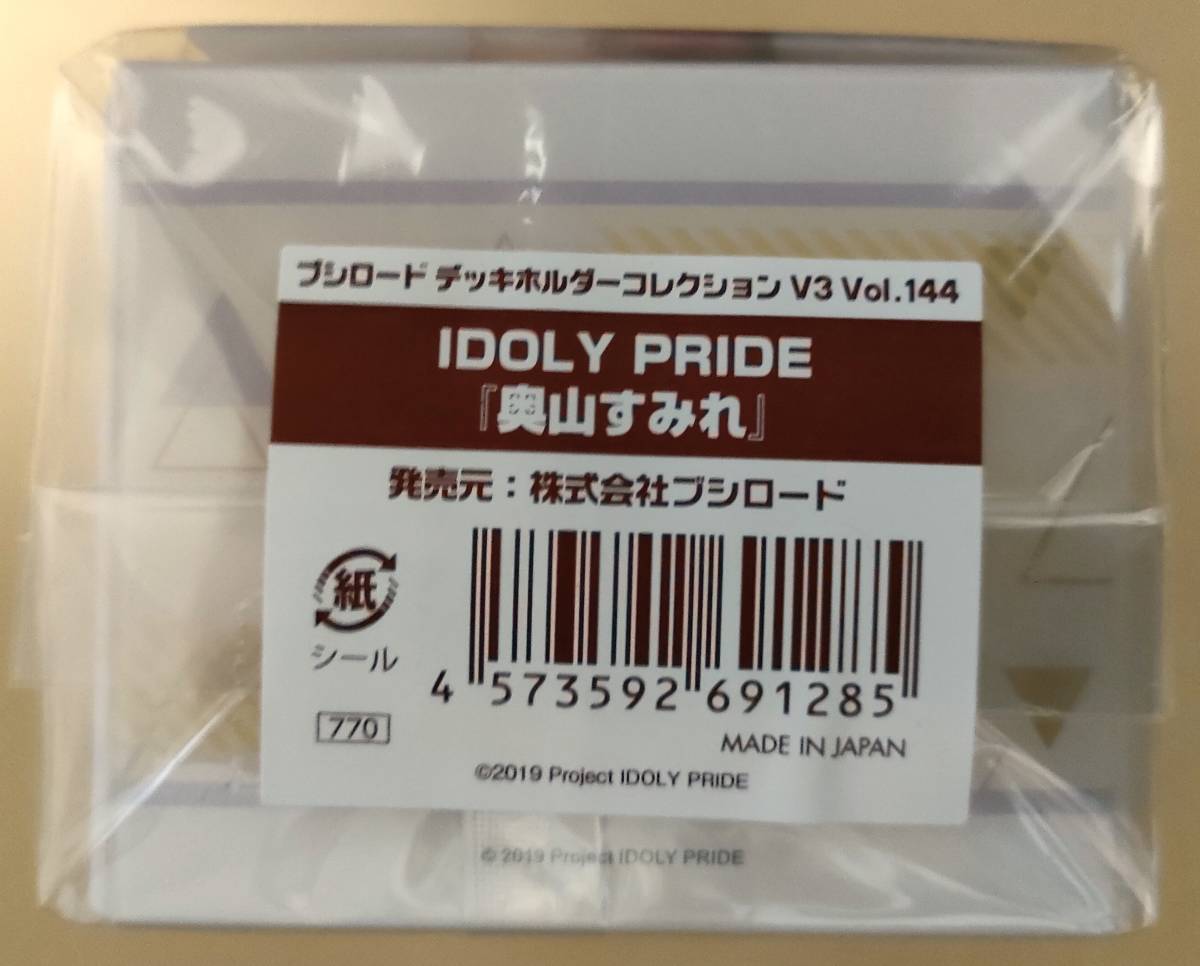 ブシロード デッキホルダーコレクション V3 Vol.144
IDOLY PRIDE
『奥山すみれ』
発売元：株式会社ブシロード
紙
シール
4 573592 691285
770
MADE IN JAPAN
©2019 Project IDOLY PRIDE
© 2019 Project IDOLY PRIDE